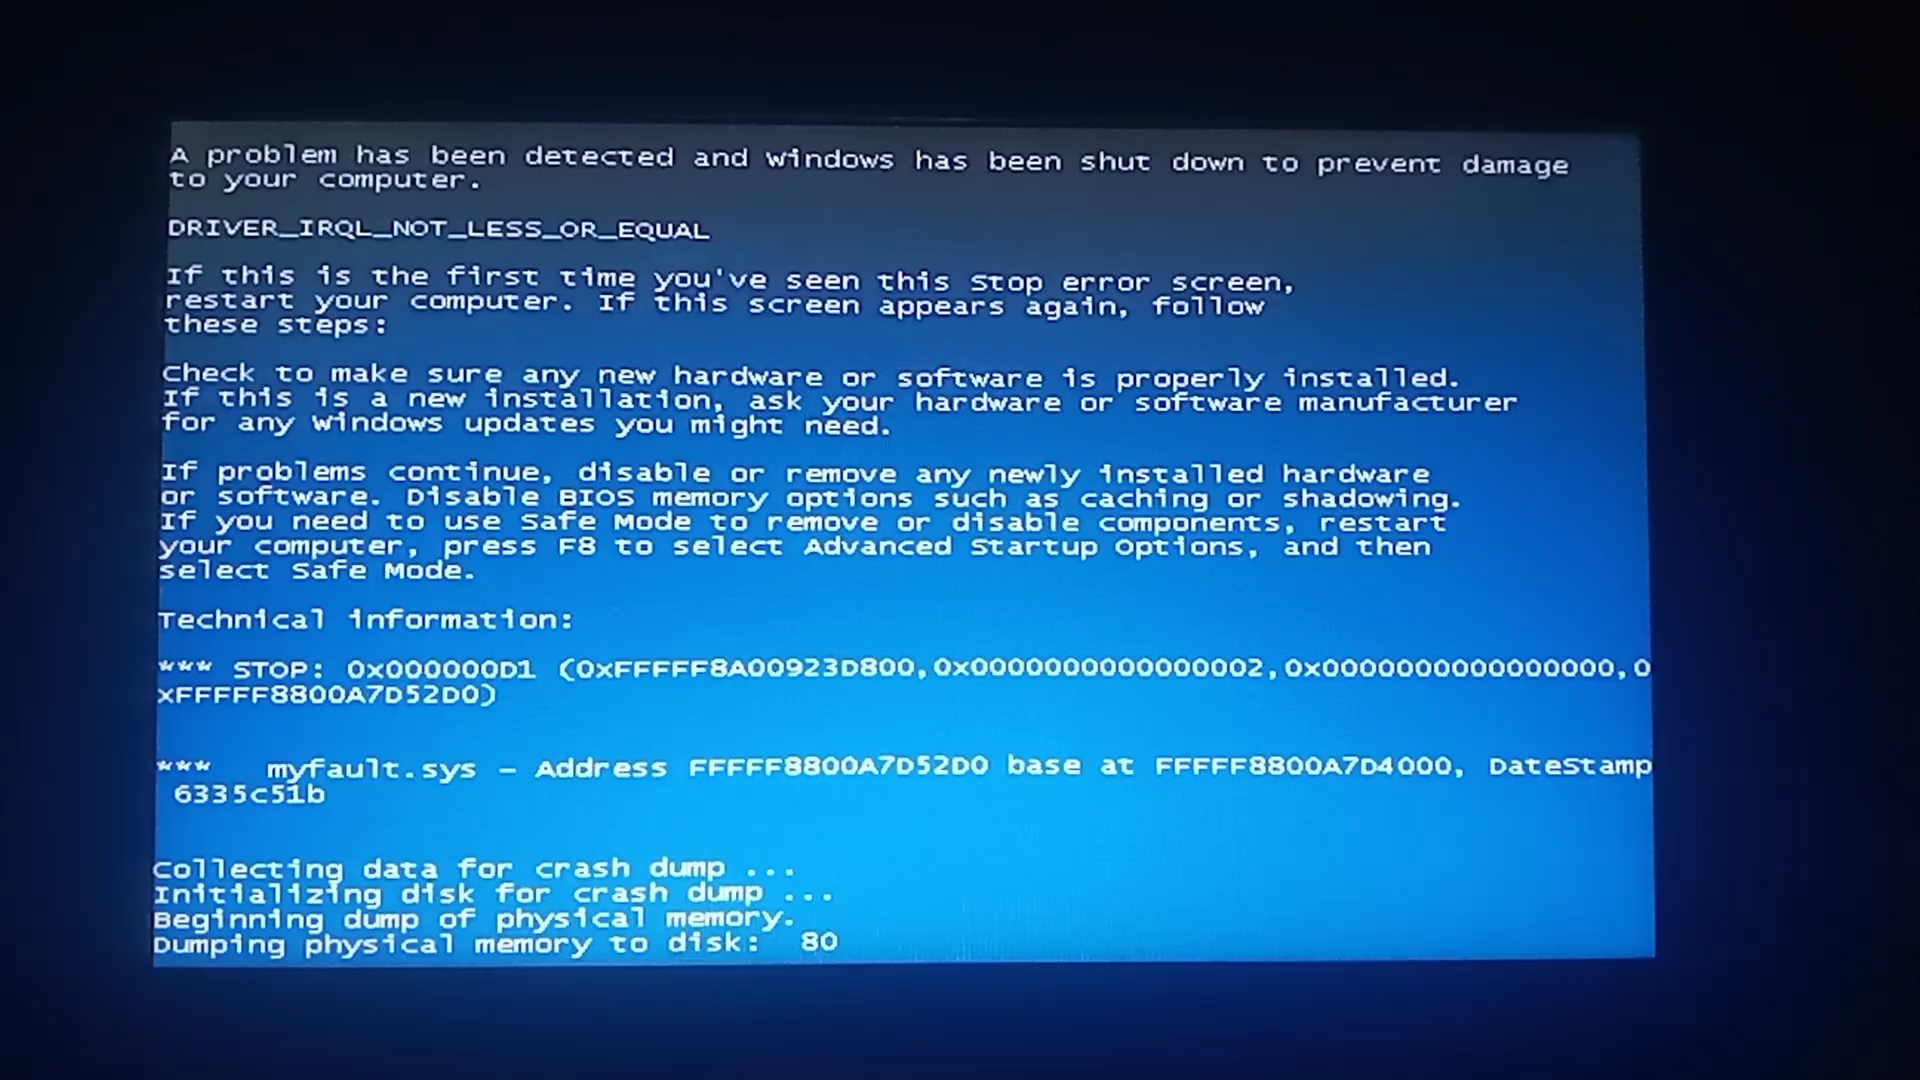 A problem has been detected and windows has been shut down to prevent damage
to your computer.
DRIVER_IRQL_NOT_LESS_OR_EQUAL
If this is the first time you've seen this Stop error screen,
restart your computer. If this screen appears again, follow
these steps:
Check to make sure any new hardware or software is properly installed.
If this is a new installation, ask your hardware or software manufacturer
for any windows updates you might need.
If problems continue, disable or remove any newly installed hardware
or software. Disable BIOS memory options such as caching or shadowing.
If you need to use Safe Mode to remove or disable components, restart
your computer, press F8 to select Advanced Startup Options, and then
select Safe Mode.
Technical information:
*** STOP: 0x000000D1 (0xFFFFF8A00923D800,0x0000000000000002,0x0000000000000000,0
xFFFFF8800A7D52D0)
*** myfault.sys - Address FFFFF8800A7D52D0 base at FFFFF8800A7D4000, DateStamp
6335c51b
Collecting data for crash dump ...
Initializing disk for crash dump ...
Beginning dump of physical memory.
Dumping physical memory to disk: 80